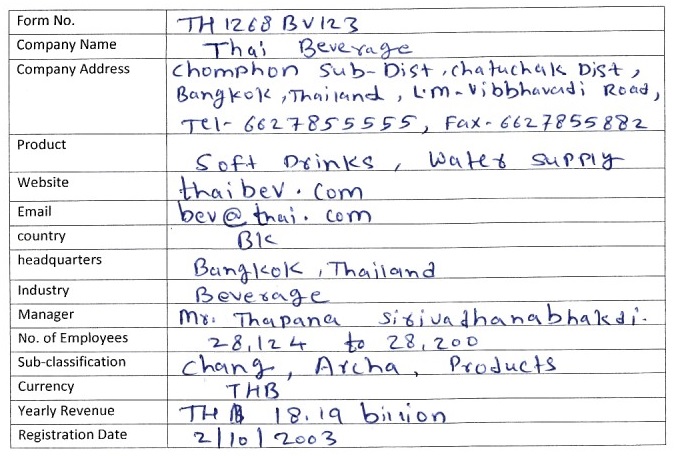 Form No. TH 1268 BV 123
Company Name Thai Beverage
Company Address Chomphon Sub-Dist, chatuchak Dist,
Bangkok, Thailand, L.m-Vibbhavadi Road,
Tel- 6627855555, Fax- 6627855882
Product
Soft Drinks, Water supply
Website thaibev.com
Email bev@thai.com
country BK
headquarters Bangkok, Thailand
Industry Beverage
Manager Mr. Thapana Sirivadhanabhakdi.
No. of Employees 28,124 to 28,200
Sub-classification Chang, Archa, Products
Currency THB
Yearly Revenue THB 18.19 billion
Registration Date 2/10/2003